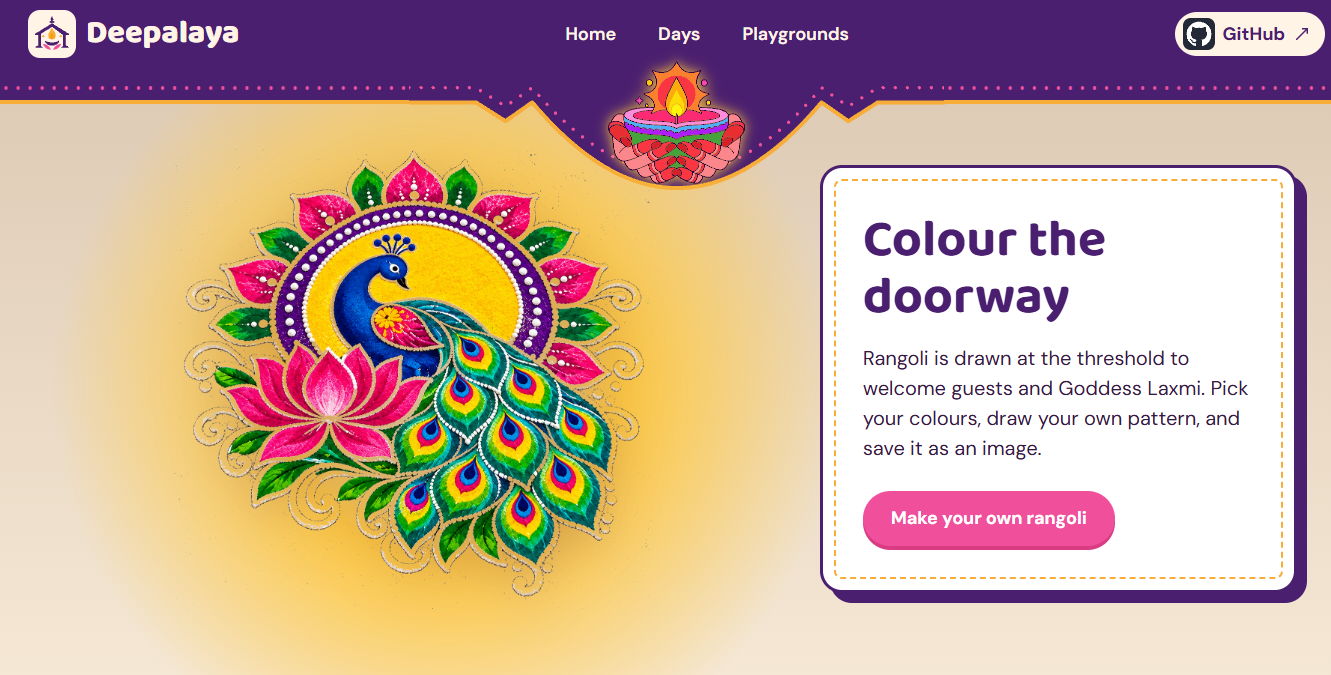 Deepalaya
Home
Days
Playgrounds
GitHub ↗
Colour the
doorway
Rangoli is drawn at the threshold to
welcome guests and Goddess Laxmi. Pick
your colours, draw your own pattern, and
save it as an image.
Make your own rangoli